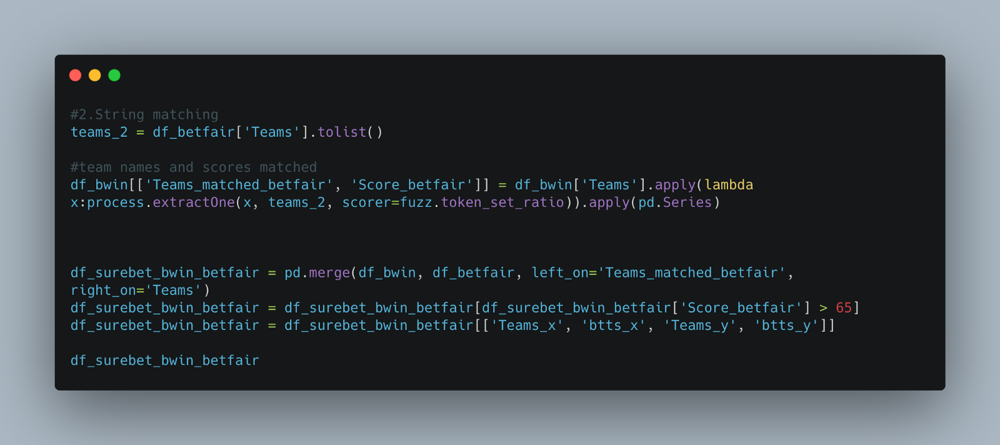 #2.String matching
teams_2 = df_betfair['Teams'].tolist()
#team names and scores matched
df_bwin[['Teams_matched_betfair', 'Score_betfair']] = df_bwin['Teams'].apply(lambda
x:process.extractOne(x, teams_2, scorer=fuzz.token_set_ratio)).apply(pd.Series)
df_surebet_bwin_betfair = pd.merge(df_bwin, df_betfair, left_on='Teams_matched_betfair',
right_on='Teams')
df_surebet_bwin_betfair = df_surebet_bwin_betfair[df_surebet_bwin_betfair['Score_betfair'] > 65]
df_surebet_bwin_betfair = df_surebet_bwin_betfair[['Teams_x', 'btts_x', 'Teams_y', 'btts_y']]
df_surebet_bwin_betfair